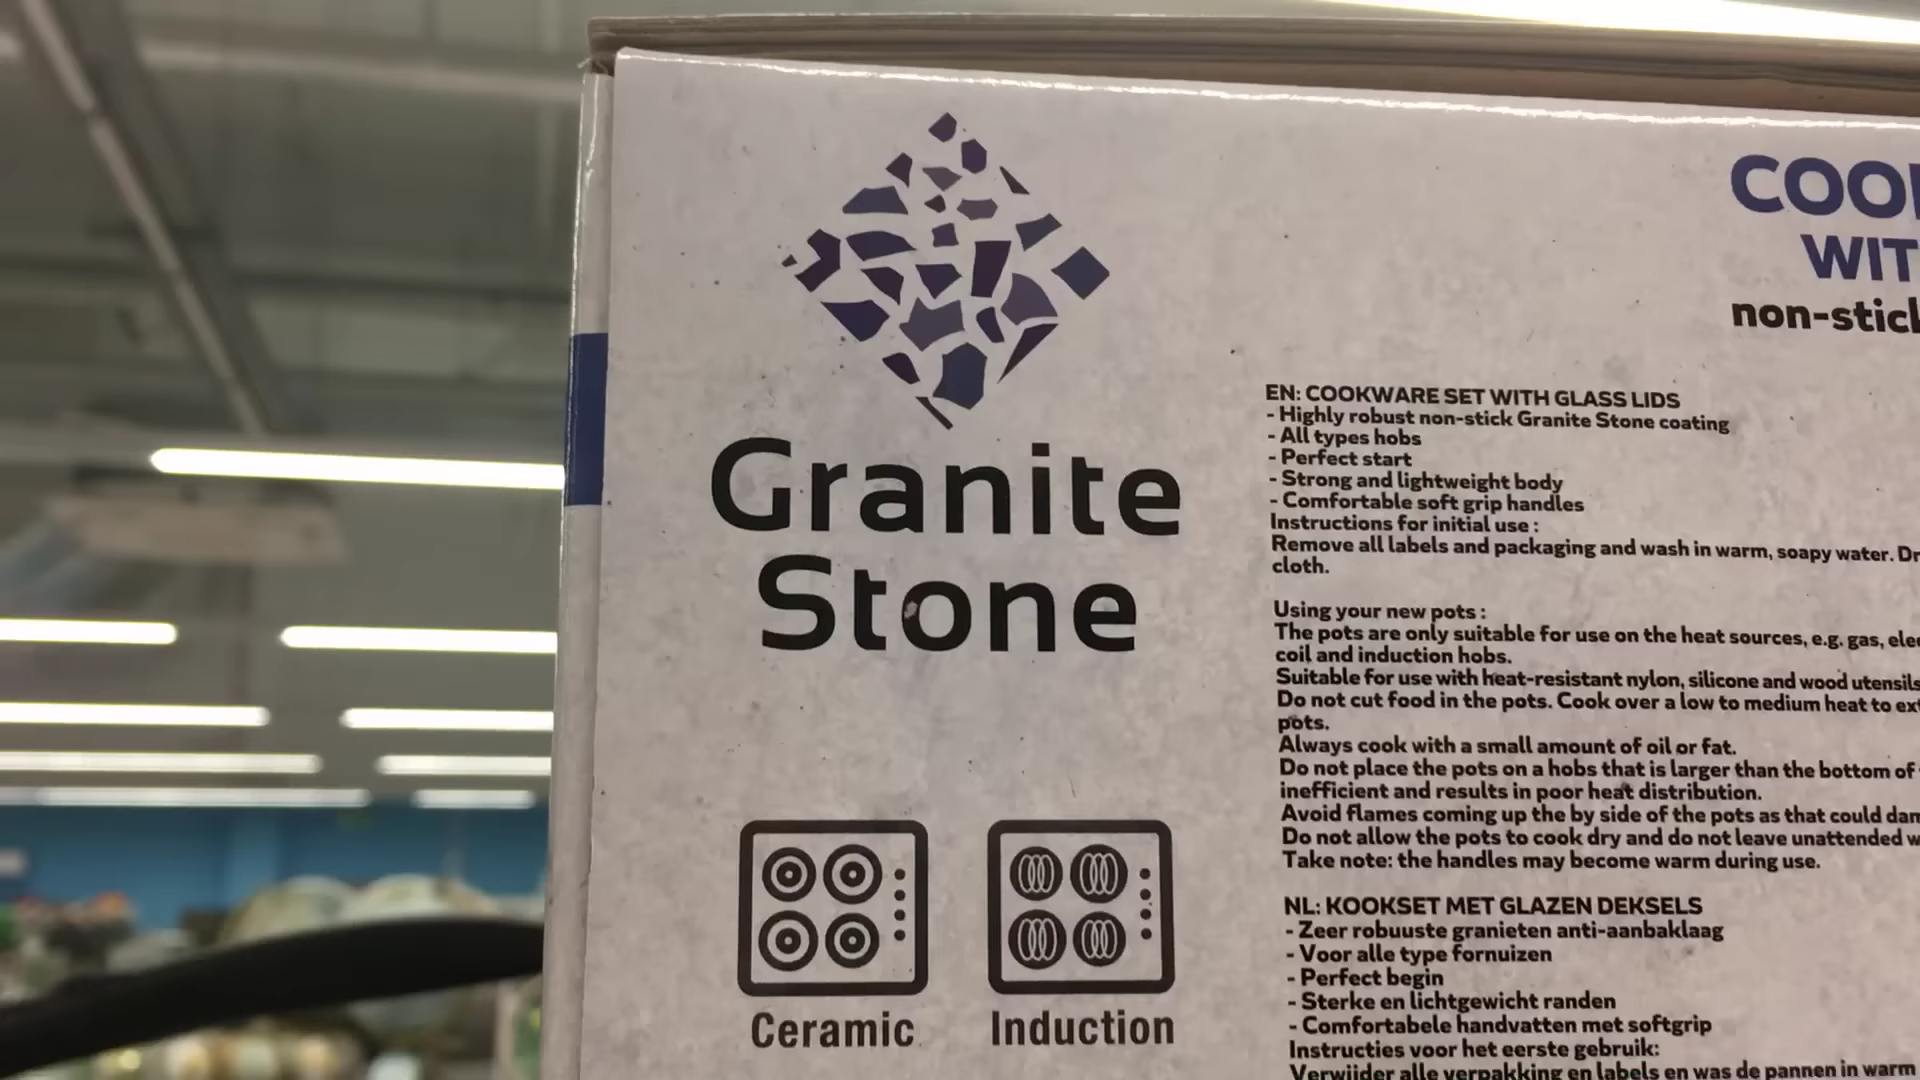 Granite
Stone
Ceramic
Induction
WIT
non-stick
EN: COOKWARE SET WITH GLASS LIDS
- Highly robust non-stick Granite Stone coating
- All types hobs
- Perfect start
- Strong and lightweight body
- Comfortable soft grip handles
Instructions for initial use :
Remove all labels and packaging and wash in warm, soapy water. Dr
cloth.
Using your new pots :
The pots are only suitable for use on the heat sources, e.g. gas, elec
coil and induction hobs.
Suitable for use with heat-resistant nylon, silicone and wood utensils
Do not cut food in the pots. Cook over a low to medium heat to ext
pots.
Always cook with a small amount of oil or fat.
Do not place the pots on a hobs that is larger than the bottom of
inefficient and results in poor heat distribution.
Avoid flames coming up the by side of the pots as that could dam
Do not allow the pots to cook dry and do not leave unattended w
Take note: the handles may become warm during use.
NL: KOOKSET MET GLAZEN DEKSELS
- Zeer robuuste granieten anti-aanbaklaag
- Voor alle type fornuizen
- Perfect begin
- Sterke en lichtgewicht randen
- Comfortabele handvatten met softgrip
Instructies voor het eerste gebruik:
Verwijder alle verpakking en labels en was de pannen in warm